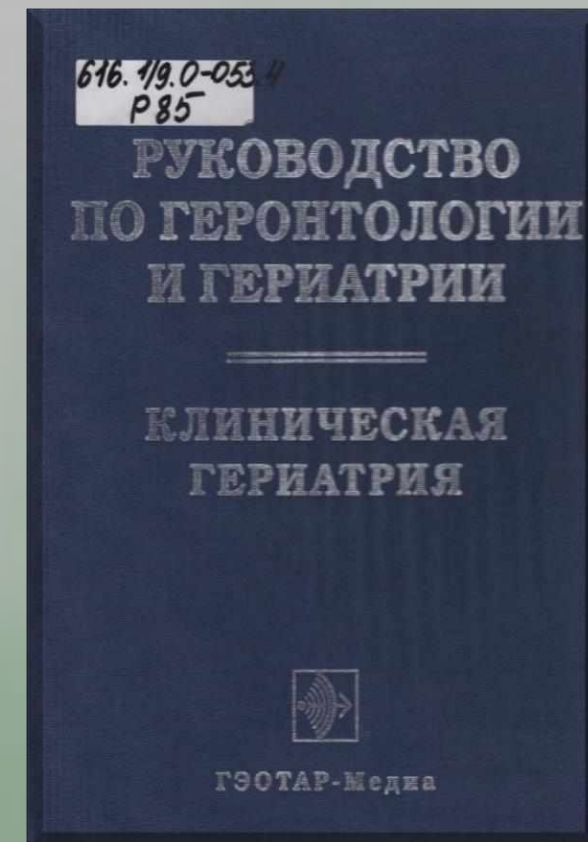 616.1/9.0-053.4
Р85
РУКОВОДСТВО
ПО ГЕРОНТОЛОГИИ
И ГЕРИАТРИИ
КЛИНИЧЕСКАЯ
ГЕРИАТРИЯ
ГЭОТАР-Медиа